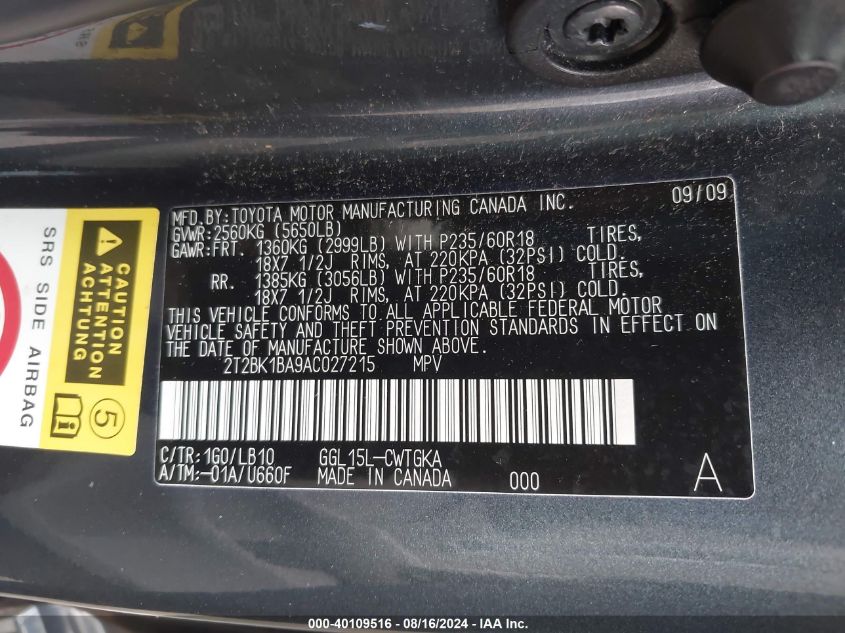 MFD.BY:TOYOTA MOTOR MANUFACTURING CANADA INC. 09/09
GVWR:2560KG (5650LB)
GAWR:FRT. 1360KG (2999LB) WITH P235/60R18 TIRES,
18X7 1/2J RIMS, AT 220KPA (32PSI) COLD.
RR. 1385KG (3056LB) WITH P235/60R18 TIRES,
18X7 1/2J RIMS, AT 220KPA (32PSI) COLD.
THIS VEHICLE CONFORMS TO ALL APPLICABLE FEDERAL MOTOR
VEHICLE SAFETY AND THEFT PREVENTION STANDARDS IN EFFECT ON
THE DATE OF MANUFACTURE SHOWN ABOVE.
2T2BK1BA9AC027215 MPV
C/TR:1G0/LB10 GGL15L-CWTGKA
A/TM:-01A/U660F MADE IN CANADA 000 A
SRS SIDE AIRBAG
CAUTION
ATTENTION
ACHTUNG
5
000-40109516 - 08/16/2024 - IAA Inc.